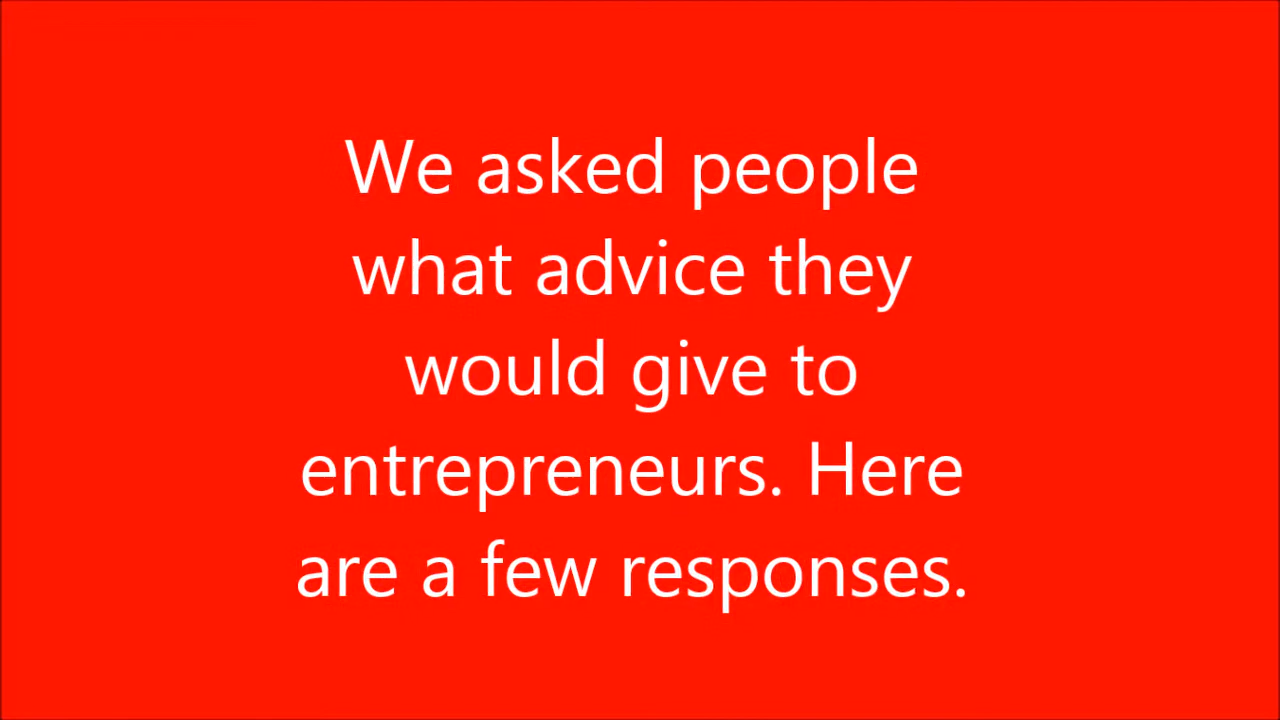 We asked people
what advice they
would give to
entrepreneurs. Here
are a few responses.